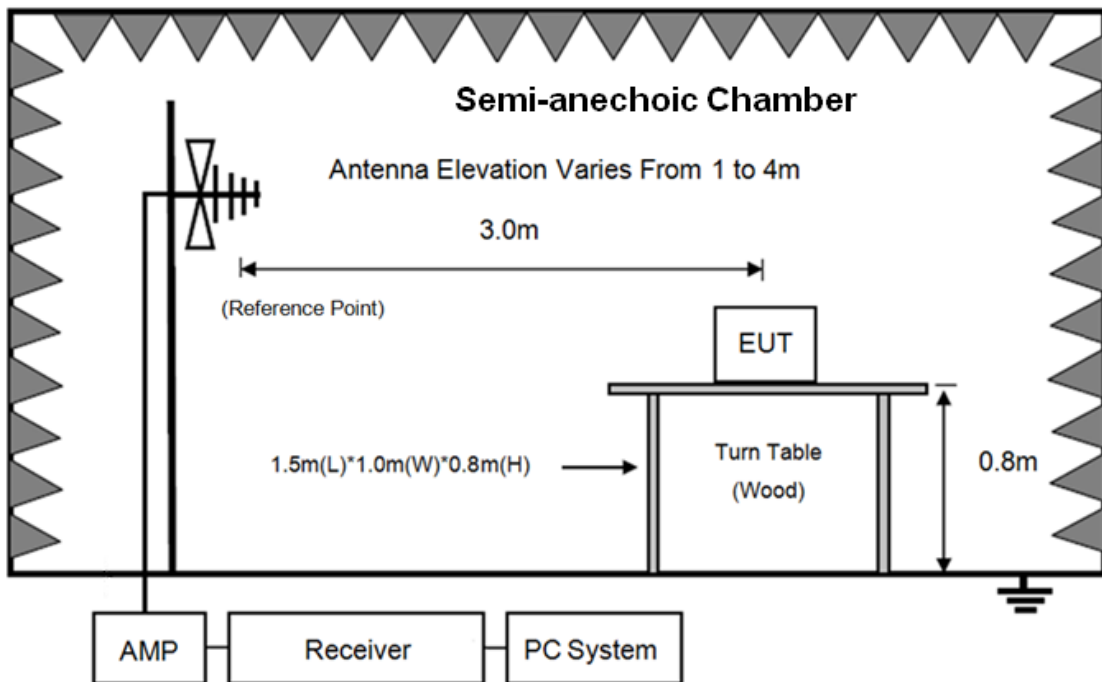 Semi-anechoic Chamber
Antenna Elevation Varies From 1 to 4m
3.0m
(Reference Point)
EUT
1.5m(L)*1.0m(W)*0.8m(H)
Turn Table
(Wood)
0.8m
AMP
Receiver
PC System